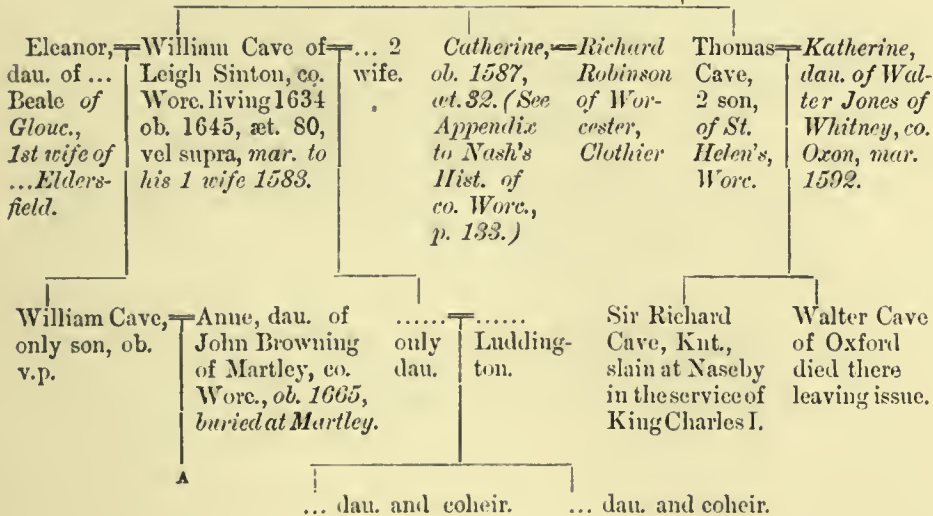 Eleanor,
dau. of ...
Beale of
Glouc.,
1st wife of
...Elders-
field.
William Cave of
Leigh Sinton, co.
Worc. living 1634
ob. 1645, æt. 80,
vel supra, mar. to
his 1 wife 1583.
... 2
wife.
Catherine,
ob. 1587,
æt. 32. (See
Appendix
to Nash's
Hist. of
co. Worc.,
p. 133.)
Richard
Robinson
of Wor-
cester,
Clothier
Thomas
Cave,
2 son,
of St.
Helen's,
Worc.
Katherine,
dau. of Wal-
ter Jones of
Whitney, co.
Oxon, mar.
1592.
William Cave,
only son, ob.
v.p.
Anne, dau. of
John Browning
of Martley, co.
Worc., ob. 1665,
buried at Martley.
......
only
dau.
......
Ludding-
ton.
Sir Richard
Cave, Knt.,
slain at Naseby
in the service of
King Charles I.
Walter Cave
of Oxford
died there
leaving issue.
A
... dau. and coheir.
... dau. and coheir.